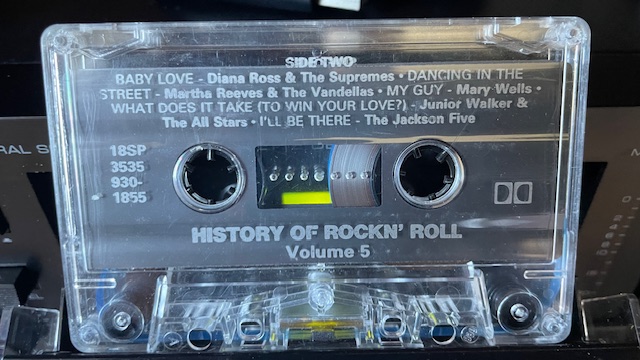 SIDE TWO
BABY LOVE - Diana Ross & The Supremes • DANCING IN THE
STREET - Martha Reeves & The Vandellas • MY GUY - Mary Wells •
WHAT DOES IT TAKE (TO WIN YOUR LOVE?) - Junior Walker &
The All Stars • I'LL BE THERE - The Jackson Five
18SP
3535
930-
1855
HISTORY OF ROCKN' ROLL
Volume 5